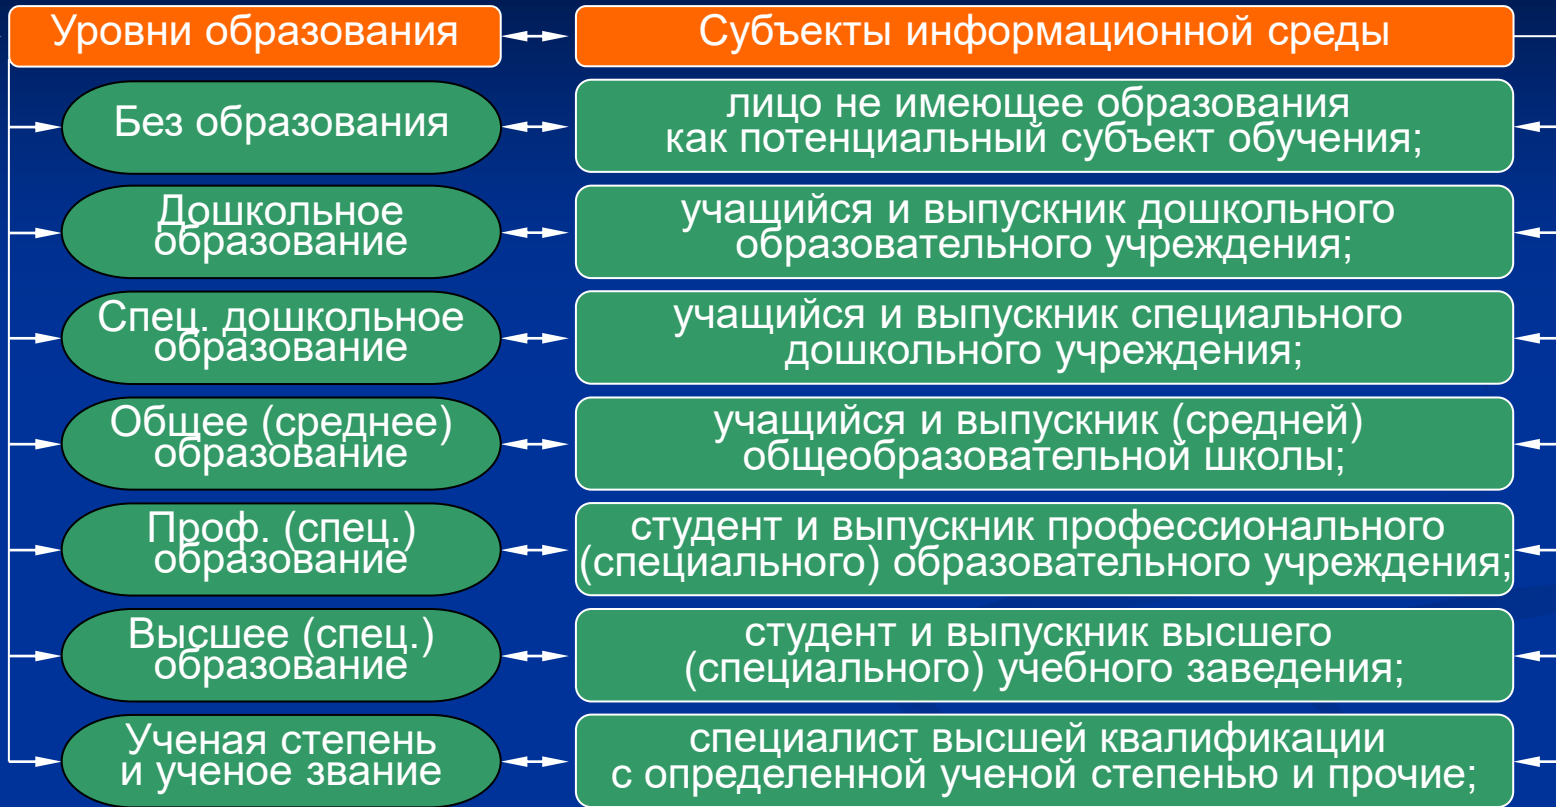 Уровни образования
Субъекты информационной среды
Без образования
лицо не имеющее образования
как потенциальный субъект обучения;
Дошкольное
образование
учащийся и выпускник дошкольного
образовательного учреждения;
Спец. дошкольное
образование
учащийся и выпускник специального
дошкольного учреждения;
Общее (среднее)
образование
учащийся и выпускник (средней)
общеобразовательной школы;
Проф. (спец.)
образование
студент и выпускник профессионального
(специального) образовательного учреждения;
Высшее (спец.)
образование
студент и выпускник высшего
(специального) учебного заведения;
Ученая степень
и ученое звание
специалист высшей квалификации
с определенной ученой степенью и прочие;